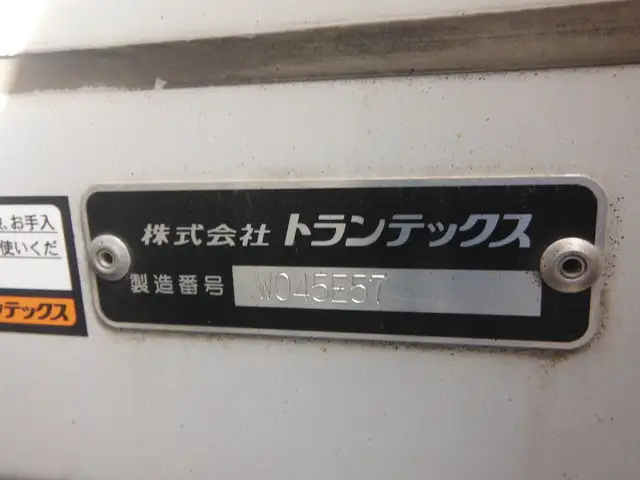 株式会社 トランテックス
製造番号 W045E57
お手入
使いくだ
テックス